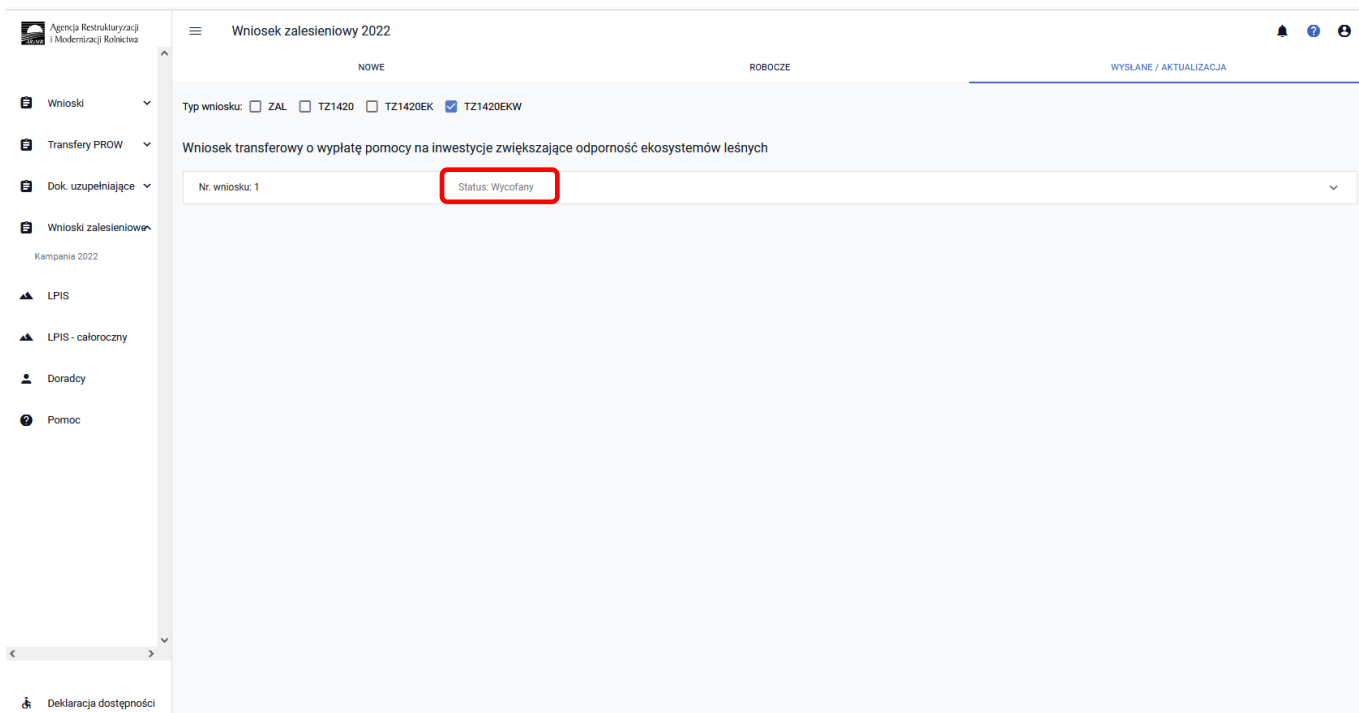 Agencja Restrukturyzacji
i Modernizacji Rolnictwa
Wniosek zalesieniowy 2022
NOWE
ROBOCZE
WYSŁANE / AKTUALIZACJA
Wnioski
Transfery PROW
Dok. uzupełniające
Wnioski zalesieniowe
Kampania 2022
LPIS
LPIS - całoroczny
Doradcy
Pomoc
Deklaracja dostępności
Typ wniosku: ZAL TZ1420 TZ1420EK TZ1420EKW
Wniosek transferowy o wypłatę pomocy na inwestycje zwiększające odporność ekosystemów leśnych
Nr. wniosku: 1 Status: Wycofany